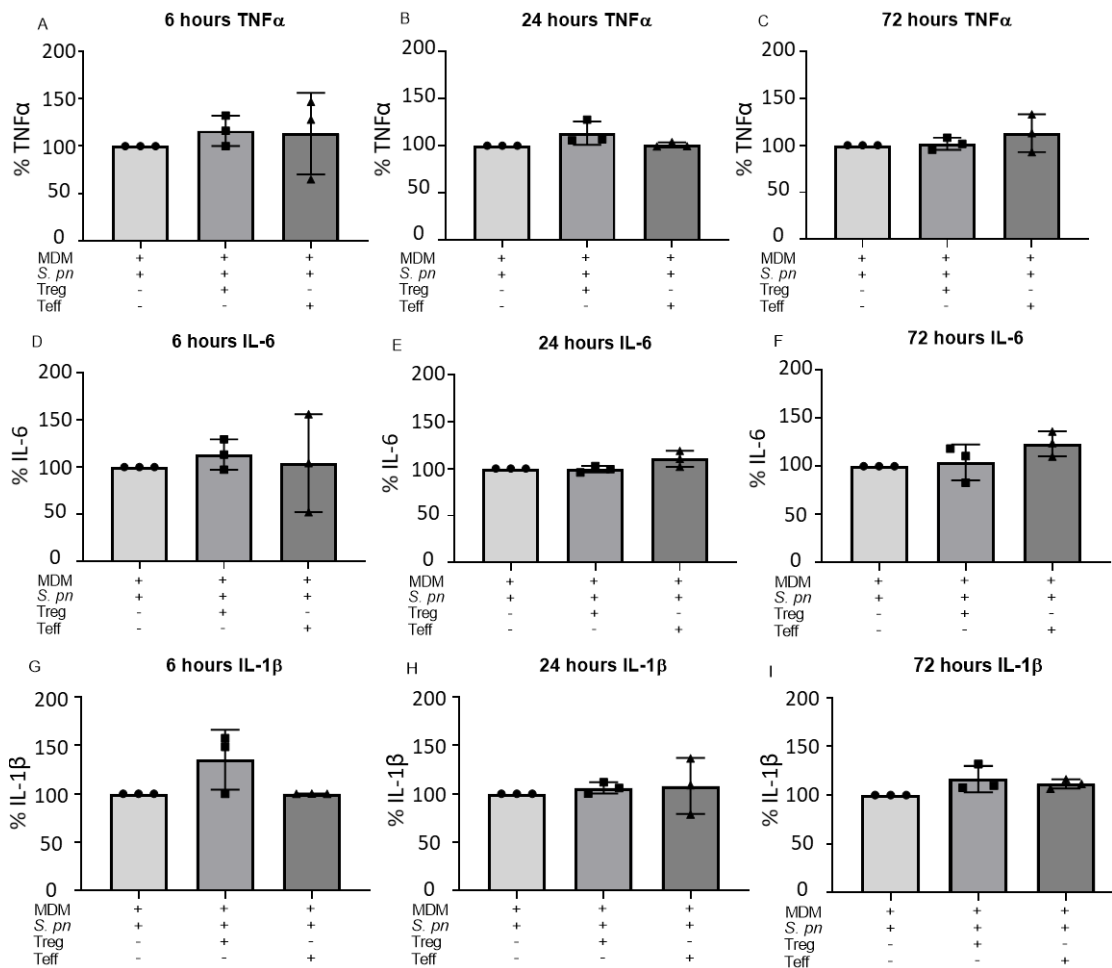 A 6 hours TNFα
% TNFα
200
150
100
50
0
MDM + + +
S. pn + + +
Treg - + -
Teff - - +
B 24 hours TNFα
% TNFα
200
150
100
50
0
MDM + + +
S. pn + + +
Treg - + -
Teff - - +
C 72 hours TNFα
% TNFα
200
150
100
50
0
MDM + + +
S. pn + + +
Treg - + -
Teff - - +
D 6 hours IL-6
% IL-6
200
150
100
50
0
MDM + + +
S. pn + + +
Treg - + -
Teff - - +
E 24 hours IL-6
% IL-6
200
150
100
50
0
MDM + + +
S. pn + + +
Treg - + -
Teff - - +
F 72 hours IL-6
% IL-6
200
150
100
50
0
MDM + + +
S. pn + + +
Treg - + -
Teff - - +
G 6 hours IL-1β
% IL-1β
200
150
100
50
0
MDM + + +
S. pn + + +
Treg - + -
Teff - - +
H 24 hours IL-1β
% IL-1β
200
150
100
50
0
MDM + + +
S. pn + + +
Treg - + -
Teff - - +
I 72 hours IL-1β
% IL-1β
200
150
100
50
0
MDM + + +
S. pn + + +
Treg - + -
Teff - - +